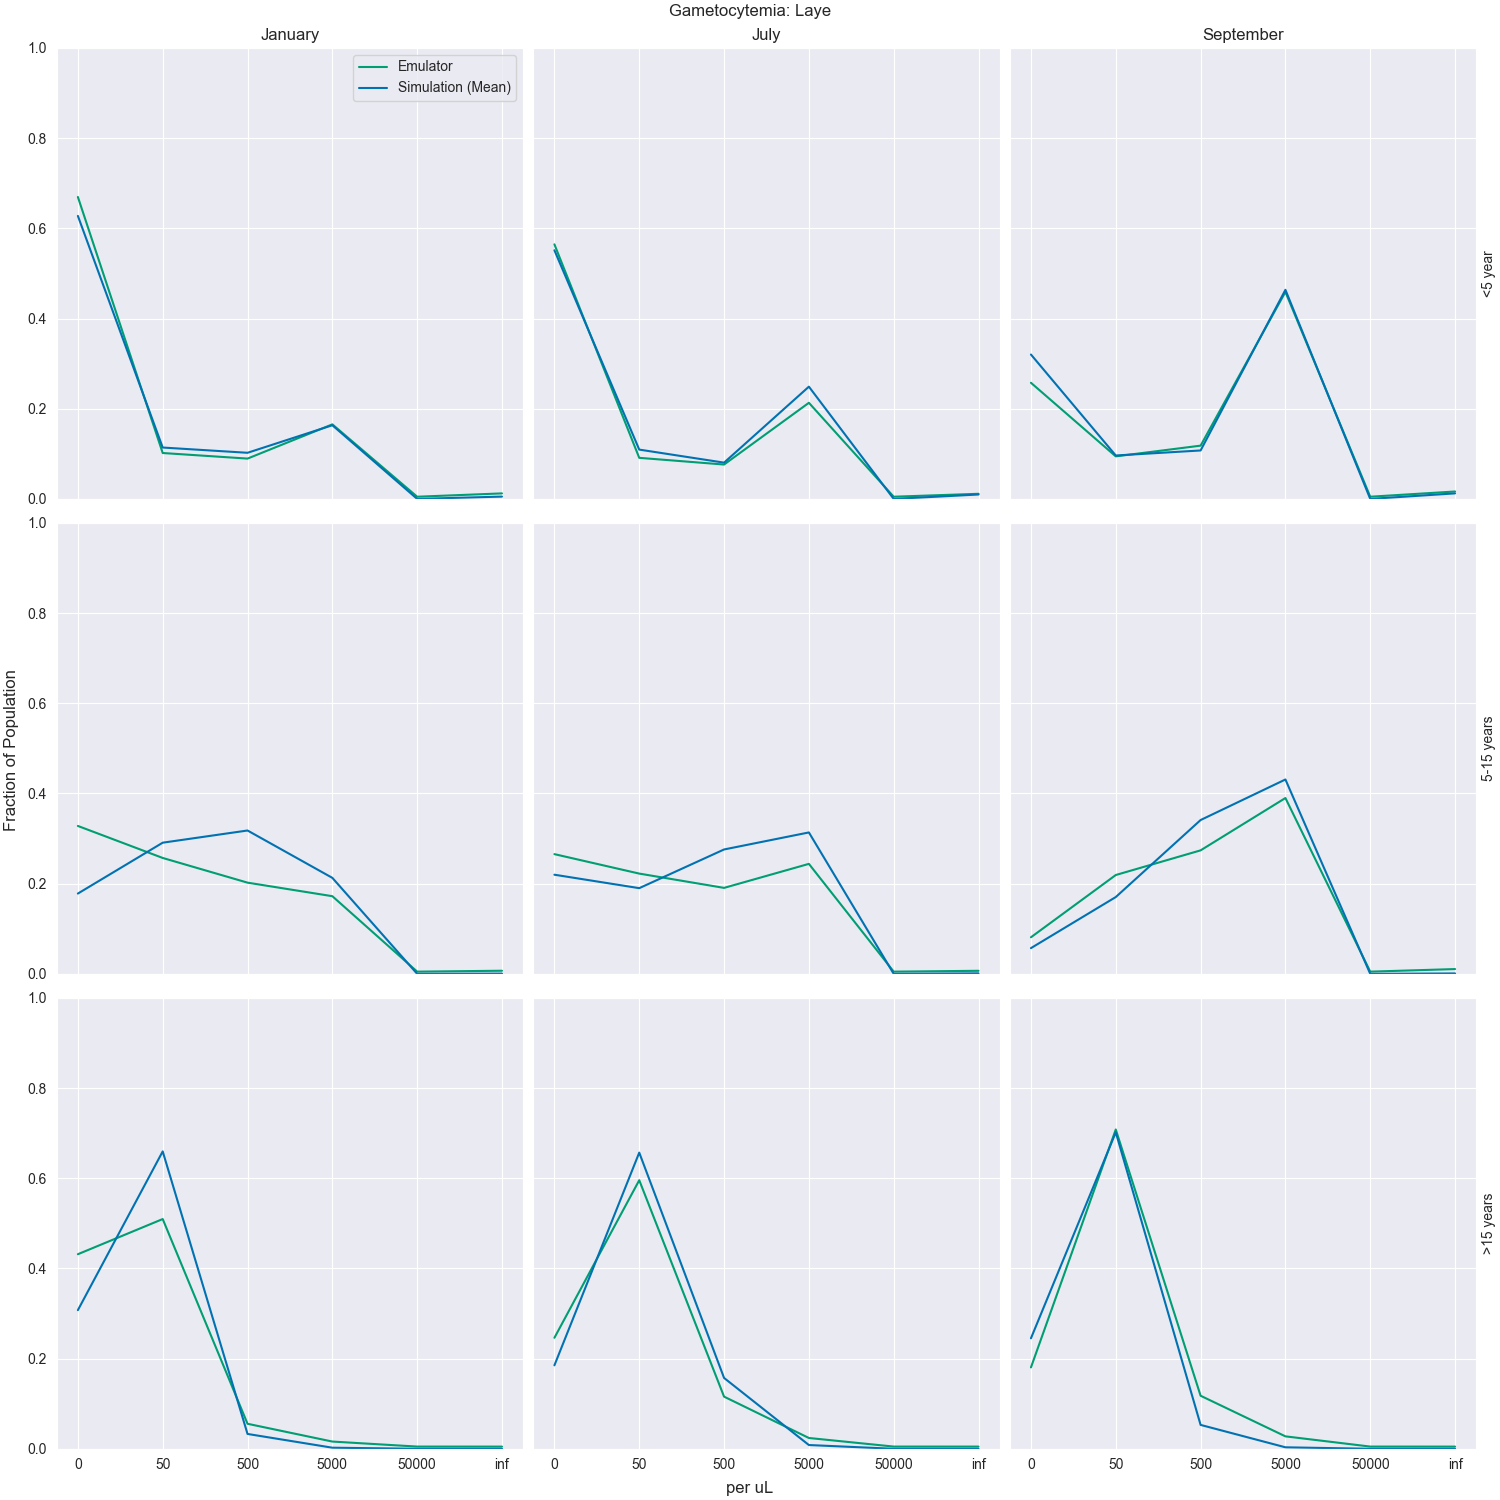 Gametocytemia: Laye
January
July
September
Emulator
Simulation (Mean)
1.0
0.8
0.6
0.4
0.2
0.0
<5 year
1.0
0.8
0.6
0.4
0.2
0.0
Fraction of Population
5-15 years
1.0
0.8
0.6
0.4
0.2
0.0
>15 years
0 50 500 5000 50000 inf
0 50 500 5000 50000 inf
0 50 500 5000 50000 inf
per uL